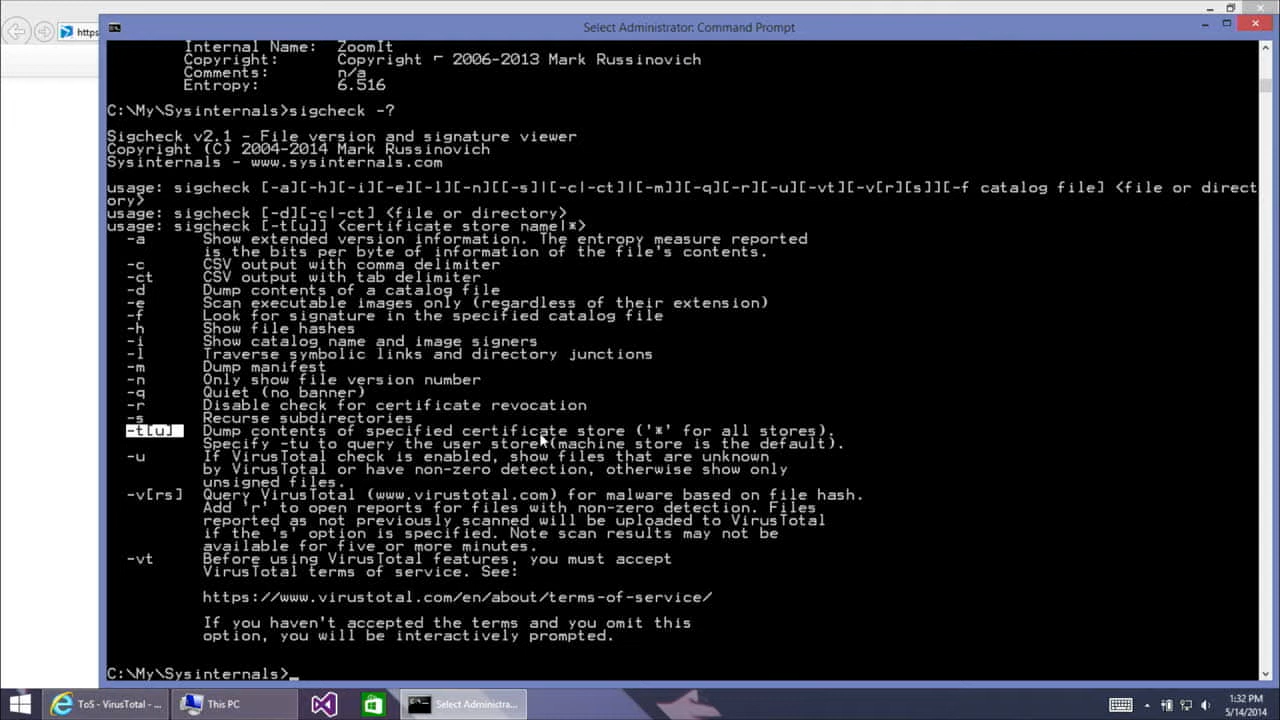 https
Select Administrator: Command Prompt
Internal Name: ZoomIt
Copyright: Copyright ⌐ 2006-2013 Mark Russinovich
Comments: n/a
Entropy: 6.516
C:\My\Sysinternals>sigcheck -?
Sigcheck v2.1 - File version and signature viewer
Copyright (C) 2004-2014 Mark Russinovich
Sysinternals - www.sysinternals.com
usage: sigcheck [-a][-h][-i][-e][-l][-n][[-s]|[-c|-ct]|[-m]][-q][-r][-u][-vt][-v[r][s]][-f catalog file] <file or direct
ory>
usage: sigcheck [-d][-c|-ct] <file or directory>
usage: sigcheck [-t[u]] <certificate store name|*>
-a Show extended version information. The entropy measure reported
is the bits per byte of information of the file's contents.
-c CSV output with comma delimiter
-ct CSV output with tab delimiter
-d Dump contents of a catalog file
-e Scan executable images only (regardless of their extension)
-f Look for signature in the specified catalog file
-h Show file hashes
-i Show catalog name and image signers
-l Traverse symbolic links and directory junctions
-m Dump manifest
-n Only show file version number
-q Quiet (no banner)
-r Disable check for certificate revocation
-s Recurse subdirectories
-t[u] Dump contents of specified certificate store ('*' for all stores).
Specify -tu to query the user store (machine store is the default).
-u If VirusTotal check is enabled, show files that are unknown
by VirusTotal or have non-zero detection, otherwise show only
unsigned files.
-v[rs] Query VirusTotal (www.virustotal.com) for malware based on file hash.
Add 'r' to open reports for files with non-zero detection. Files
reported as not previously scanned will be uploaded to VirusTotal
if the 's' option is specified. Note scan results may not be
available for five or more minutes.
-vt Before using VirusTotal features, you must accept
VirusTotal terms of service. See:
https://www.virustotal.com/en/about/terms-of-service/
If you haven't accepted the terms and you omit this
option, you will be interactively prompted.
C:\My\Sysinternals>_
ToS - VirusTotal - ... This PC Select Administra... 1:32 PM
5/14/2014